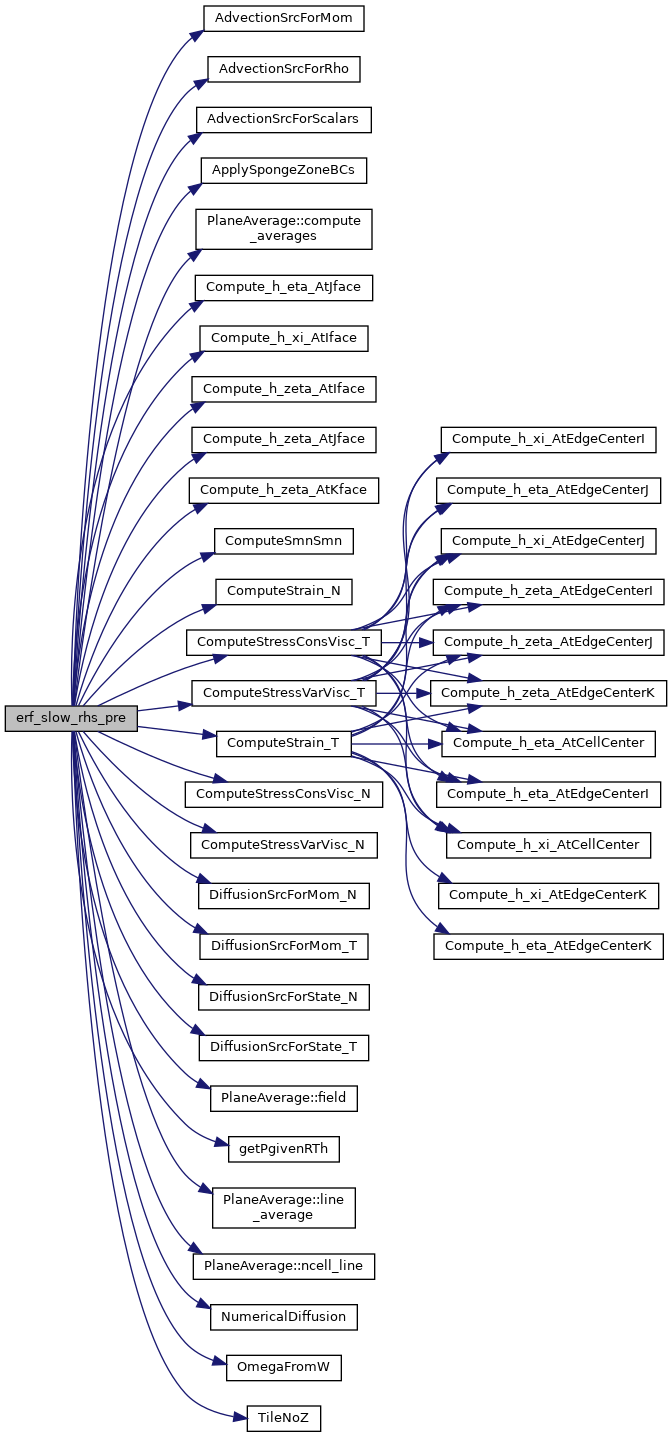 erf_slow_rhs_pre
AdvectionSrcForMom
AdvectionSrcForRho
AdvectionSrcForScalars
ApplySpongeZoneBCs
PlaneAverage::compute
_averages
Compute_h_eta_AtJface
Compute_h_xi_AtIface
Compute_h_zeta_AtIface
Compute_h_zeta_AtJface
Compute_h_zeta_AtKface
ComputeSmnSmn
ComputeStrain_N
ComputeStressConsVisc_T
ComputeStressVarVisc_T
ComputeStrain_T
ComputeStressConsVisc_N
ComputeStressVarVisc_N
DiffusionSrcForMom_N
DiffusionSrcForMom_T
DiffusionSrcForState_N
DiffusionSrcForState_T
PlaneAverage::field
getPgivenRTh
PlaneAverage::line
_average
PlaneAverage::ncell_line
NumericalDiffusion
OmegaFromW
TileNoZ
Compute_h_xi_AtEdgeCenterI
Compute_h_eta_AtEdgeCenterJ
Compute_h_xi_AtEdgeCenterJ
Compute_h_zeta_AtEdgeCenterI
Compute_h_zeta_AtEdgeCenterJ
Compute_h_zeta_AtEdgeCenterK
Compute_h_eta_AtCellCenter
Compute_h_eta_AtEdgeCenterI
Compute_h_xi_AtCellCenter
Compute_h_xi_AtEdgeCenterK
Compute_h_eta_AtEdgeCenterK